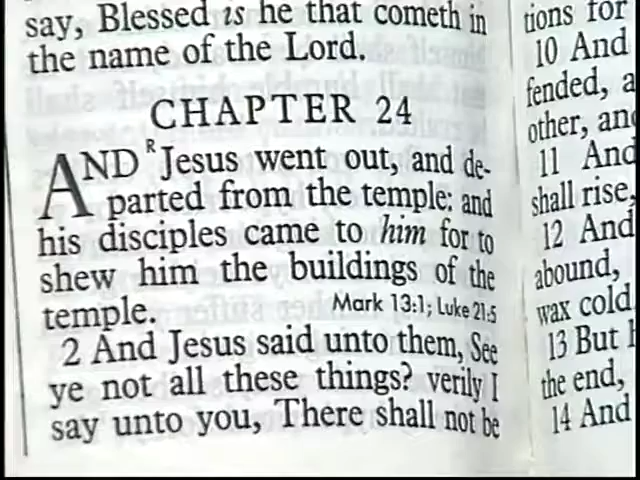 say, Blessed is he that cometh in
the name of the Lord.
CHAPTER 24
AND R Jesus went out, and de-
parted from the temple: and
his disciples came to him for to
shew him the buildings of the
temple. Mark 13:1; Luke 21:5
2 And Jesus said unto them, See
ye not all these things? verily I
say unto you, There shall not be
tions for
10 And
fended, a
other, and
11 And
shall rise,
12 And
abound,
wax cold
13 But
the end,
14 And